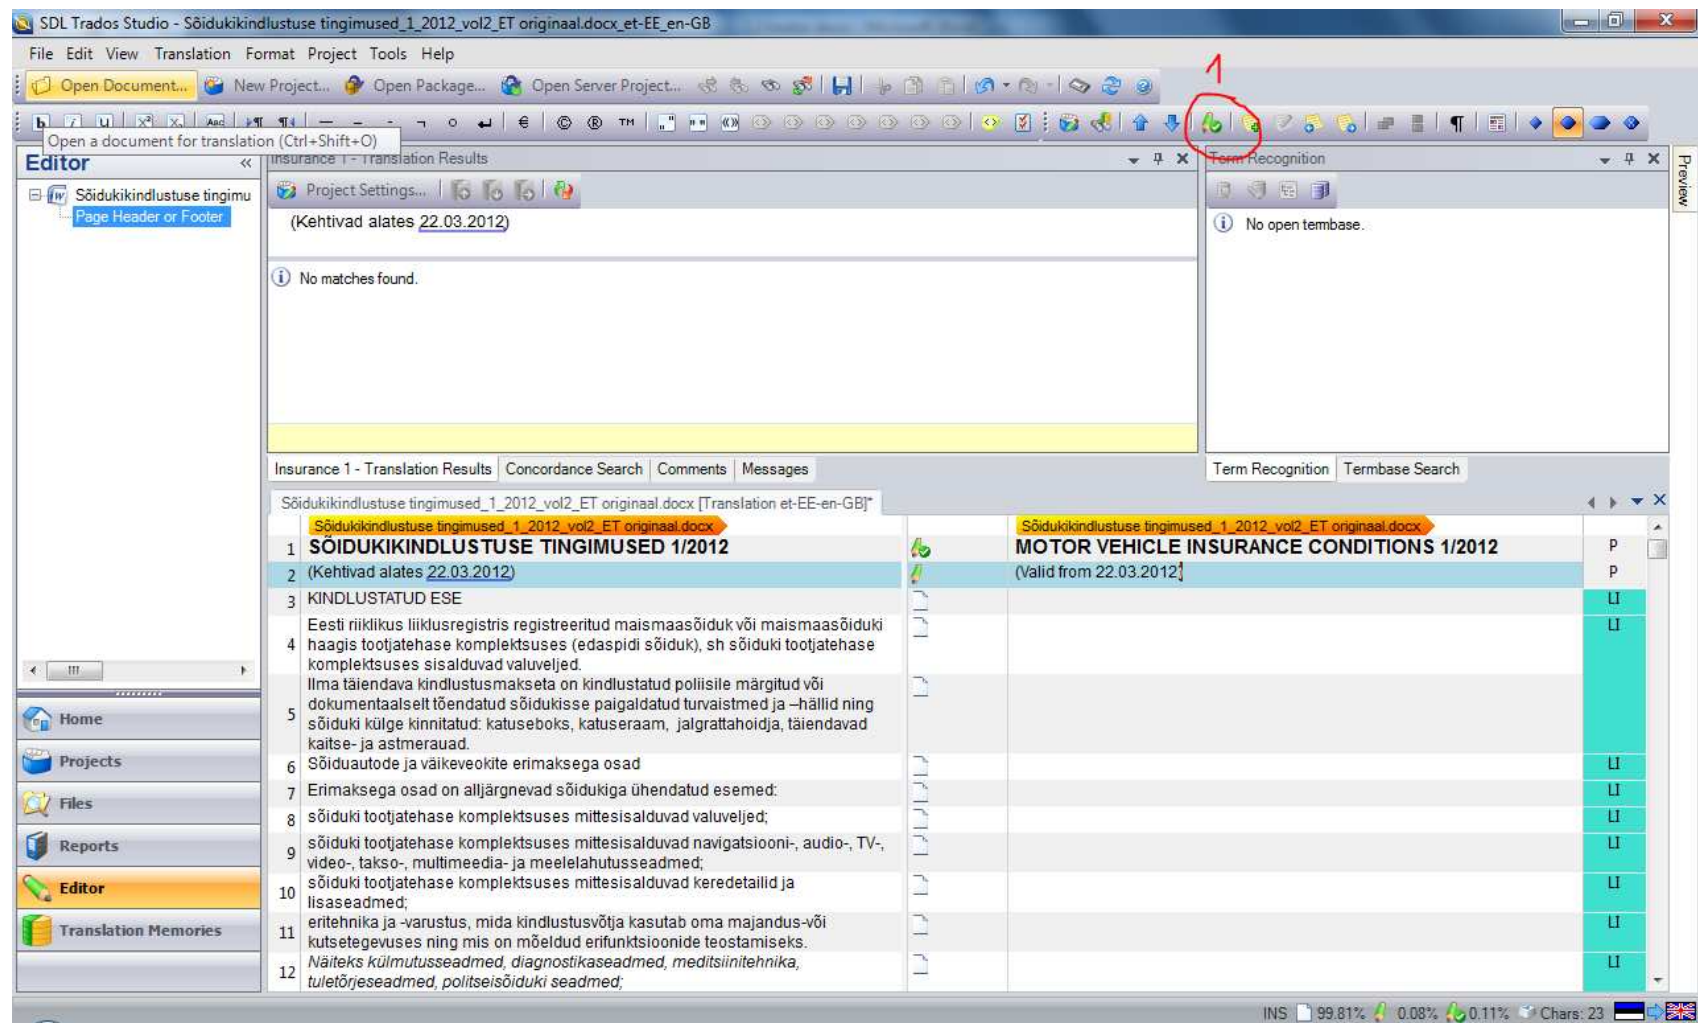 SDL Trados Studio - Sõidukikindlustuse tingimused_1_2012_vol2_ET originaal.docx_et-EE_en-GB
File Edit View Translation Format Project Tools Help
1
Open Document... New Project... Open Package... Open Server Project...
Open a document for translation (Ctrl+Shift+O)
€ © ® TM
Editor «
Insurance 1 - Translation Results
Term Recognition
Preview
Sõidukikindlustuse tingimu
Page Header or Footer
Project Settings...
(Kehtivad alates 22.03.2012)
No open termbase.
No matches found.
Insurance 1 - Translation Results Concordance Search Comments Messages
Term Recognition Termbase Search
Sõidukikindlustuse tingimused_1_2012_vol2_ET originaal.docx [Translation et-EE-en-GB]*
Sõidukikindlustuse tingimused_1_2012_vol2_ET originaal.docx Sõidukikindlustuse tingimused_1_2012_vol2_ET originaal.docx
1 SÕIDUKIKINDLUSTUSE TINGIMUSED 1/2012 MOTOR VEHICLE INSURANCE CONDITIONS 1/2012 P
2 (Kehtivad alates 22.03.2012) (Valid from 22.03.2012) P
3 KINDLUSTATUD ESE LI
4 Eesti riiklikus liiklusregistris registreeritud maismaasõiduk või maismaasõiduki LI
haagis tootjatehase komplektsuses (edaspidi sõiduk), sh sõiduki tootjatehase
komplektsuses sisalduvad valuveljed.
5 Ilma täiendava kindlustusmakseta on kindlustatud poliisile märgitud või
dokumentaalselt tõendatud sõidukisse paigaldatud turvaistmed ja –hällid ning
sõiduki külge kinnitatud: katuseboks, katuseraam, jalgrattahoidja, täiendavad
kaitse- ja astmerauad.
6 Sõiduautode ja väikeveokite erimaksega osad LI
7 Erimaksega osad on alljärgnevad sõidukiga ühendatud esemed: LI
8 sõiduki tootjatehase komplektsuses mittesisalduvad valuveljed; LI
9 sõiduki tootjatehase komplektsuses mittesisalduvad navigatsiooni-, audio-, TV-, LI
video-, takso-, multimeedia- ja meelelahutusseadmed;
10 sõiduki tootjatehase komplektsuses mittesisalduvad keredetailid ja LI
lisaseadmed;
11 eritehnika ja -varustus, mida kindlustusvõtja kasutab oma majandus-või LI
kutsetegevuses ning mis on mõeldud erifunktsioonide teostamiseks.
12 Näiteks külmutusseadmed, diagnostikaseadmed, meditsiinitehnika, LI
tuletõrjeseadmed, politseisõiduki seadmed;
Home
Projects
Files
Reports
Editor
Translation Memories
INS 99.81% 0.08% 0.11% Chars: 23